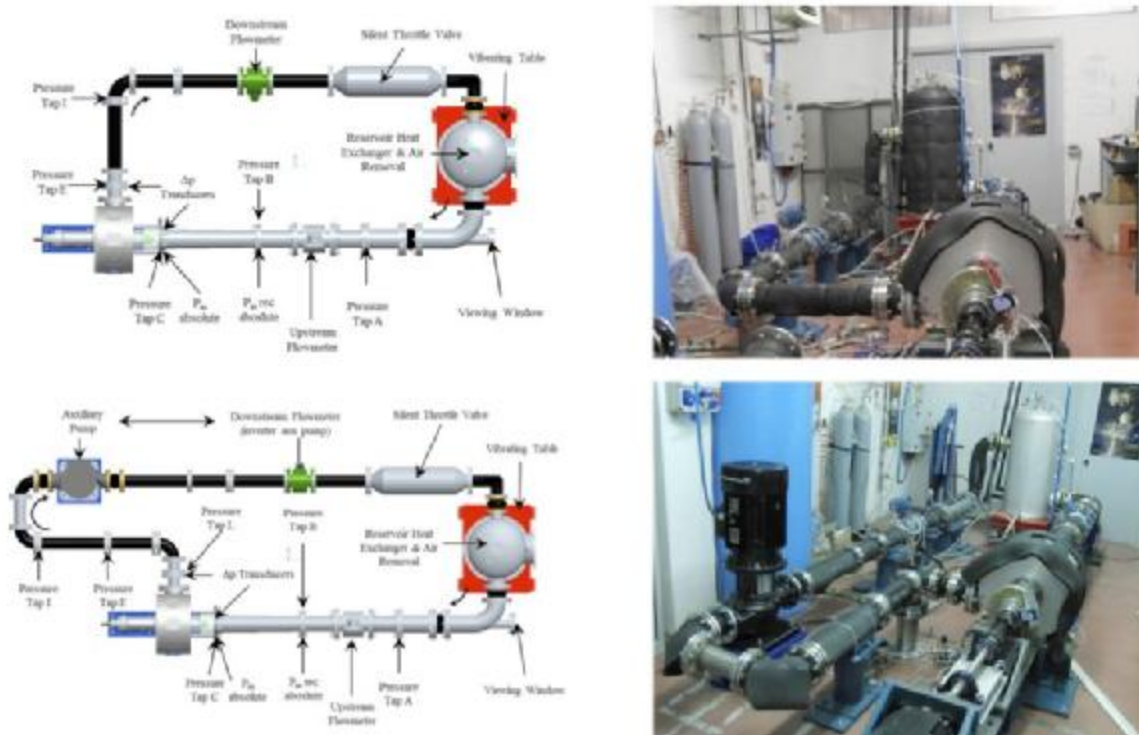 Downstream
Flowmeter
Silent Throttle Valve
Vibrating Table
Pressure
Tap I
Reservoir Heat
Exchanger & Air
Removal
Pressure
Tap B
Pressure
Tap E
Δp
Transducers
Pressure
Tap C
Pin
absolute
Pin rec
absolute
Upstream
Flowmeter
Pressure
Tap A
Viewing Window
Auxiliary
Pump
Downstream Flowmeter
(inverter aux pump)
Silent Throttle Valve
Vibrating Table
Pressure
Pressure
Tap B
Reservoir Heat
Exchanger & Air
Removal
Δp Transducers
Pressure
Pressure
Pressure
Tap C
Pin
absolute
Pin rec
absolute
Upstream
Flowmeter
Pressure
Tap A
Viewing Window